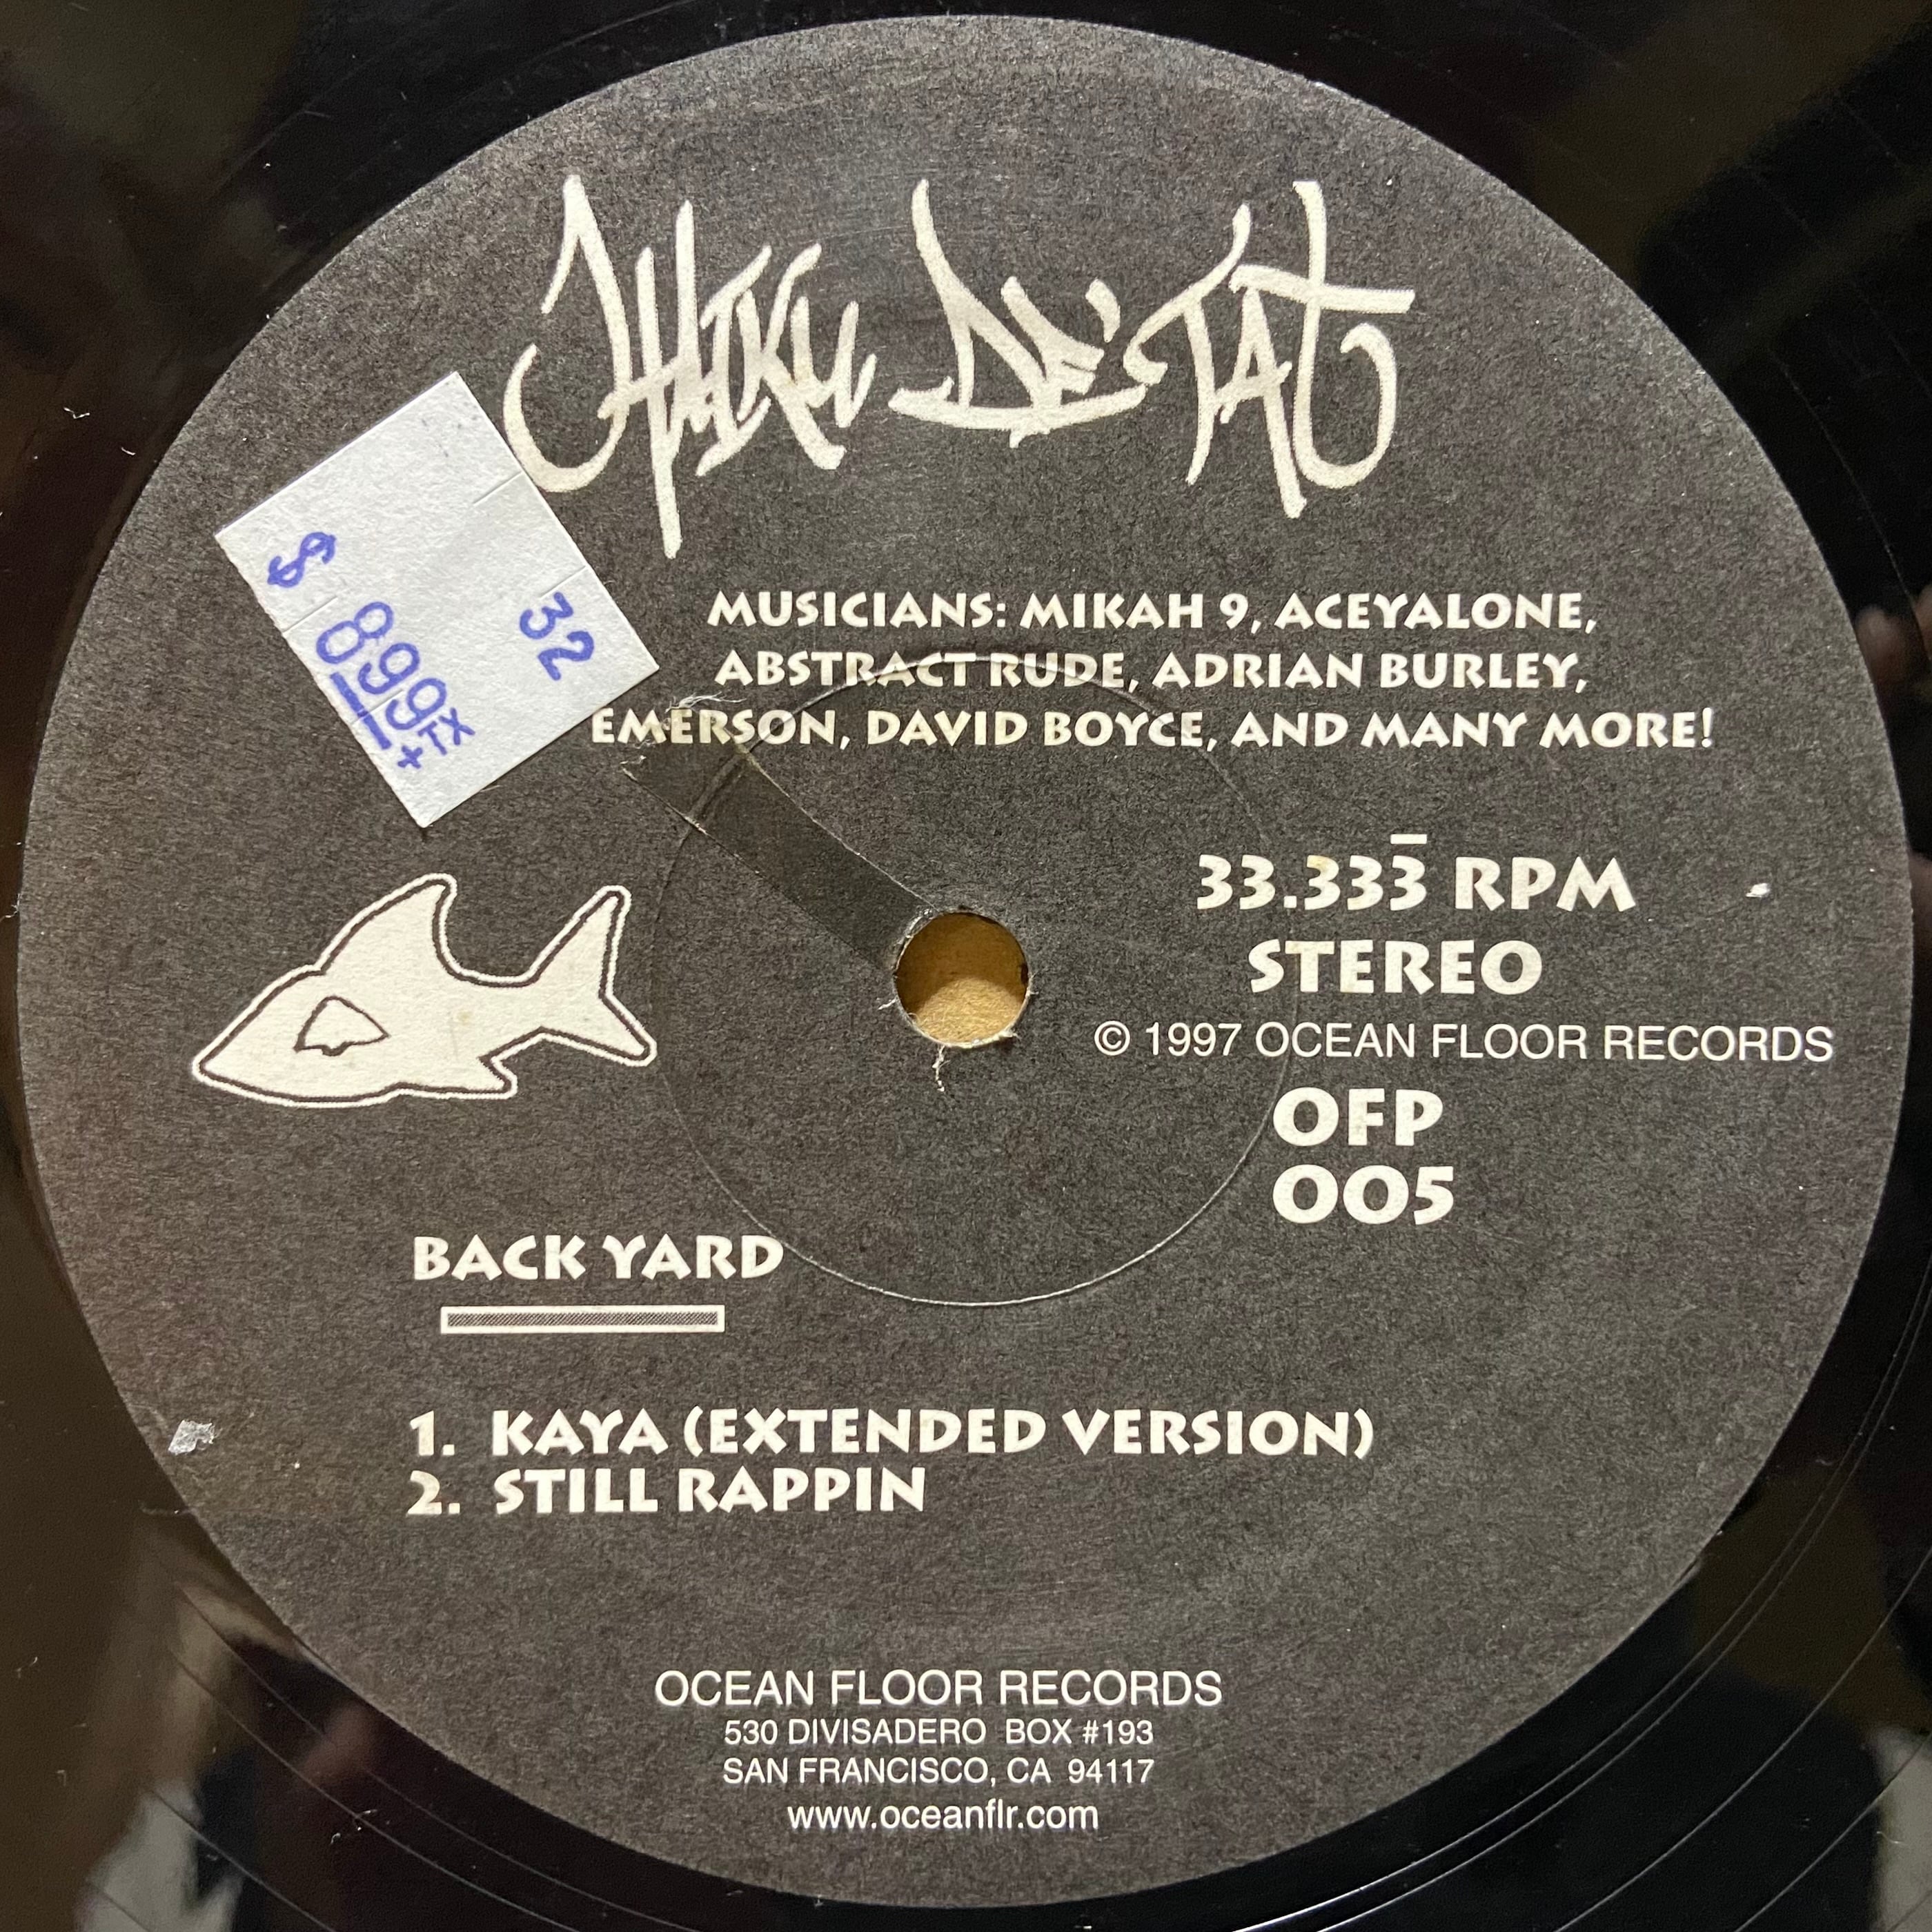 HAIKU DE'TAT
$ 8.99 +TX
32
MUSICIANS: MIKAH 9, ACEYALONE,
ABSTRACT RUDE, ADRIAN BURLEY,
EMERSON, DAVID BOYCE, AND MANY MORE!
33.333̅ RPM
STEREO
© 1997 OCEAN FLOOR RECORDS
OFP
005
BACK YARD
1. KAYA (EXTENDED VERSION)
2. STILL RAPPIN
OCEAN FLOOR RECORDS
530 DIVISADERO BOX #193
SAN FRANCISCO, CA 94117
www.oceanflr.com